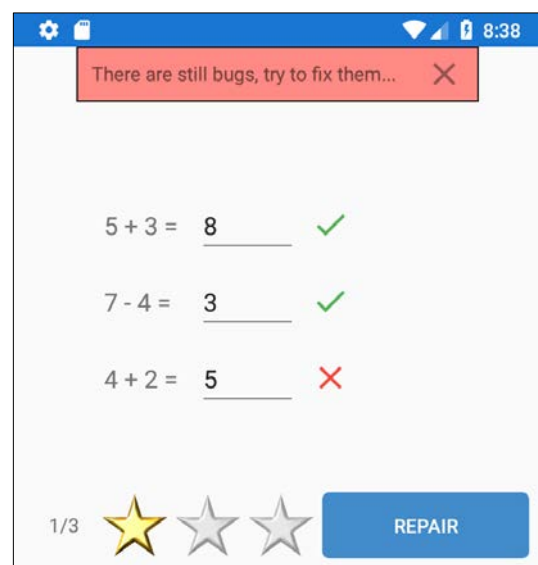 8:38
There are still bugs, try to fix them...
5 + 3 = 8
7 - 4 = 3
4 + 2 = 5
1/3 REPAIR